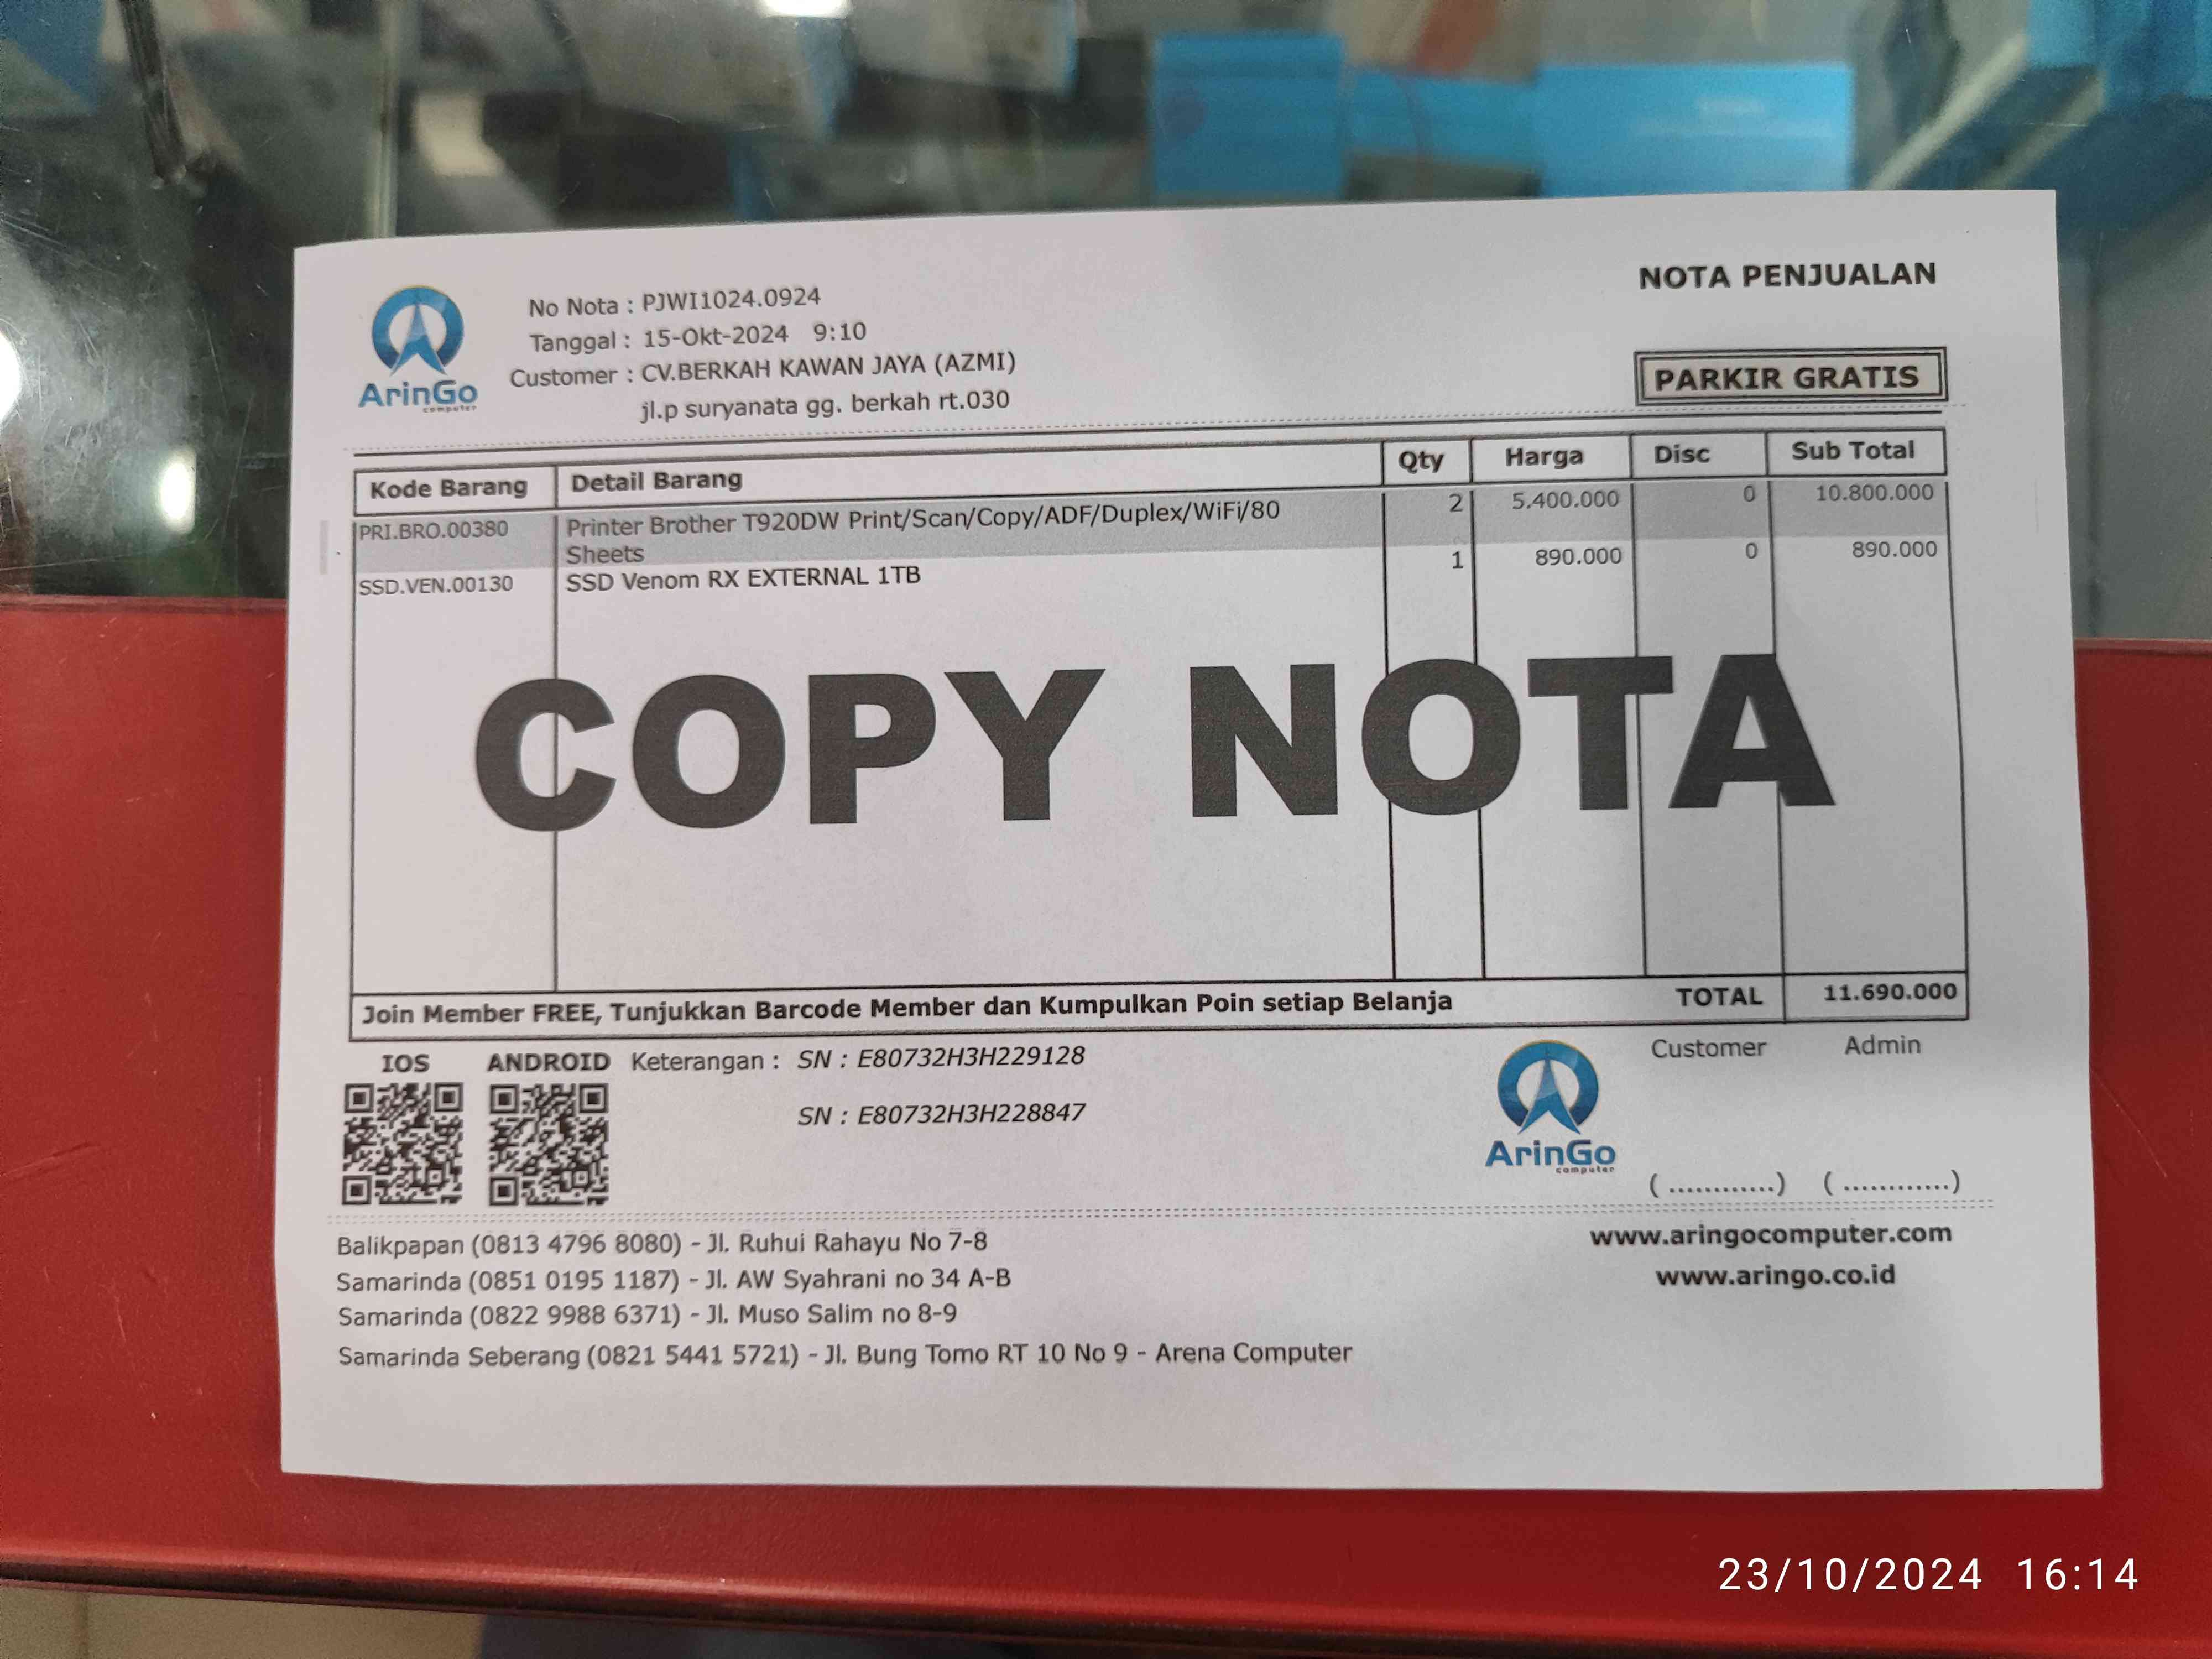 ArinGo
computer
No Nota : PJWI1024.0924
Tanggal : 15-Okt-2024 9:10
Customer : CV.BERKAH KAWAN JAYA (AZMI)
jl.p suryanata gg. berkah rt.030
NOTA PENJUALAN
PARKIR GRATIS
Kode Barang Detail Barang Qty Harga Disc Sub Total
PRI.BRO.00380 Printer Brother T920DW Print/Scan/Copy/ADF/Duplex/WiFi/80 2 5.400.000 0 10.800.000
Sheets
SSD.VEN.00130 SSD Venom RX EXTERNAL 1TB 1 890.000 0 890.000
COPY NOTA
Join Member FREE, Tunjukkan Barcode Member dan Kumpulkan Poin setiap Belanja TOTAL 11.690.000
IOS ANDROID Keterangan : SN : E80732H3H229128
SN : E80732H3H228847
ArinGo
computer
Customer Admin
( ............) ( ............)
Balikpapan (0813 4796 8080) - Jl. Ruhui Rahayu No 7-8
Samarinda (0851 0195 1187) - Jl. AW Syahrani no 34 A-B
Samarinda (0822 9988 6371) - Jl. Muso Salim no 8-9
Samarinda Seberang (0821 5441 5721) - Jl. Bung Tomo RT 10 No 9 - Arena Computer
www.aringocomputer.com
www.aringo.co.id
23/10/2024 16:14